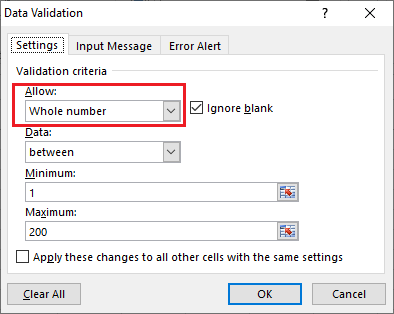 Data Validation
? ×
Settings Input Message Error Alert
Validation criteria
Allow:
Whole number Ignore blank
Data:
between
Minimum:
1
Maximum:
200
Apply these changes to all other cells with the same settings
Clear All OK Cancel